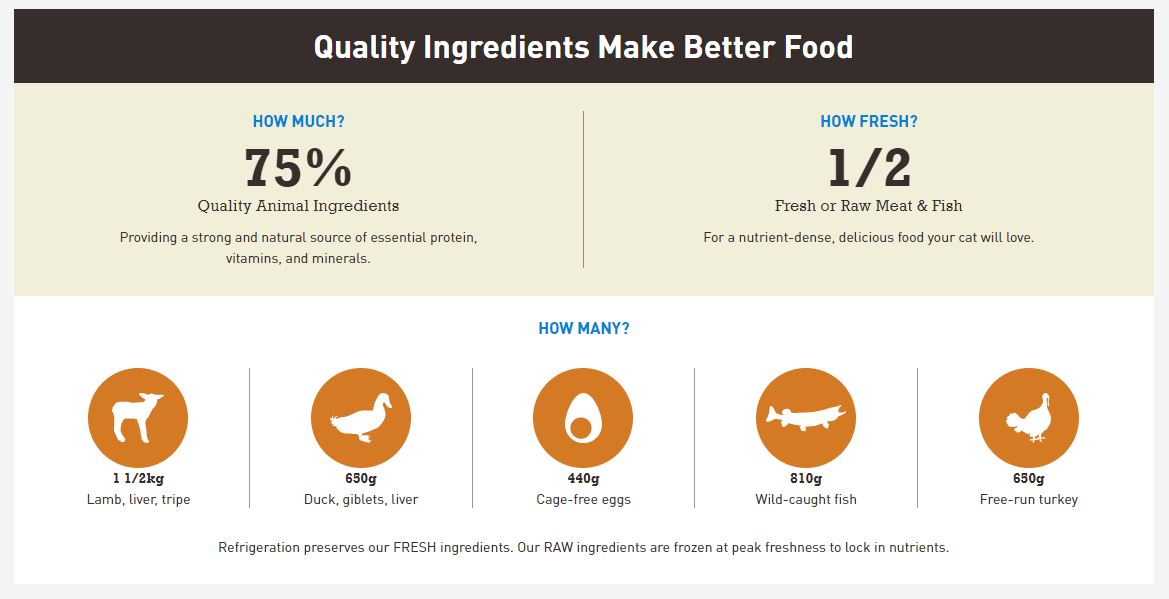 Quality Ingredients Make Better Food
HOW MUCH?
75%
Quality Animal Ingredients
Providing a strong and natural source of essential protein,
vitamins, and minerals.
HOW FRESH?
1/2
Fresh or Raw Meat & Fish
For a nutrient-dense, delicious food your cat will love.
HOW MANY?
1 1/2kg
Lamb, liver, tripe
650g
Duck, giblets, liver
440g
Cage-free eggs
810g
Wild-caught fish
650g
Free-run turkey
Refrigeration preserves our FRESH ingredients. Our RAW ingredients are frozen at peak freshness to lock in nutrients.